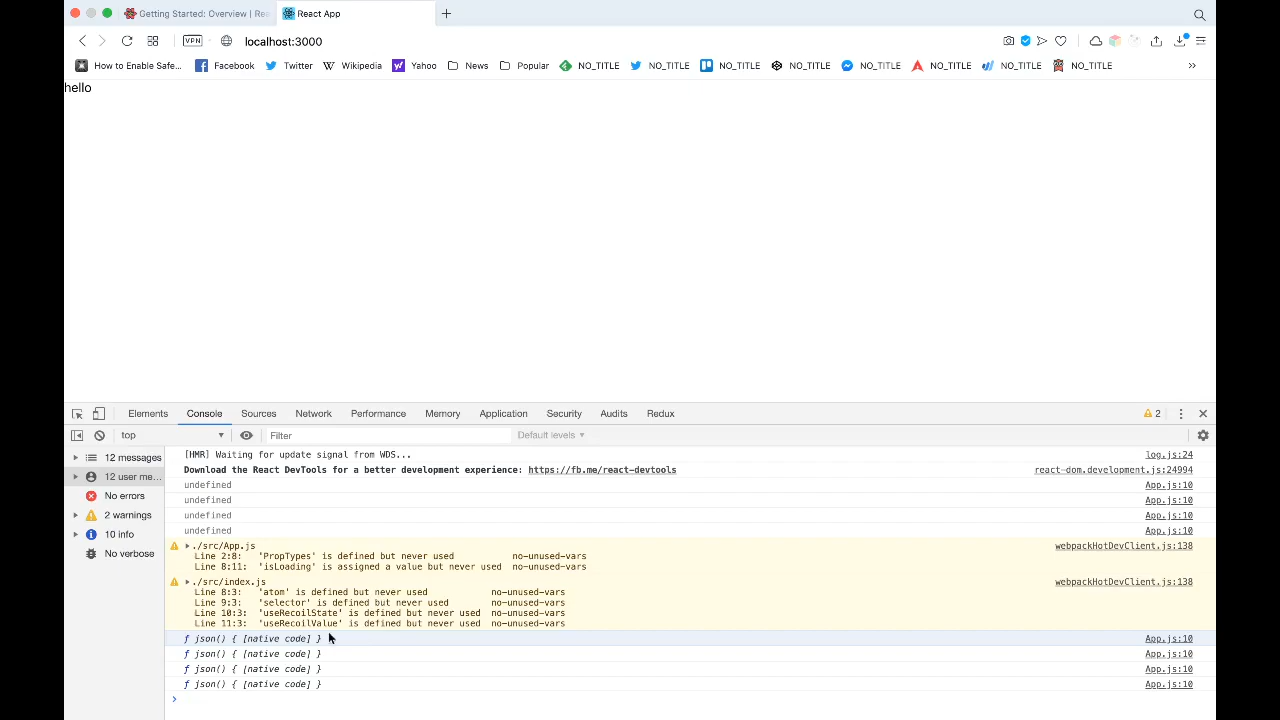 Getting Started: Overview | Re
React App
VPN
localhost:3000
How to Enable Safe... Facebook Twitter Wikipedia Yahoo News Popular NO_TITLE NO_TITLE NO_TITLE NO_TITLE NO_TITLE NO_TITLE NO_TITLE NO_TITLE
hello
Elements Console Sources Network Performance Memory Application Security Audits Redux 2
top Filter Default levels
12 messages
12 user me...
No errors
2 warnings
10 info
No verbose
[HMR] Waiting for update signal from WDS... log.js:24
Download the React DevTools for a better development experience: https://fb.me/react-devtools react-dom.development.js:24994
undefined App.js:10
undefined App.js:10
undefined App.js:10
undefined App.js:10
./src/App.js webpackHotDevClient.js:138
Line 2:8: 'PropTypes' is defined but never used no-unused-vars
Line 8:11: 'isLoading' is assigned a value but never used no-unused-vars
./src/index.js webpackHotDevClient.js:138
Line 8:3: 'atom' is defined but never used no-unused-vars
Line 9:3: 'selector' is defined but never used no-unused-vars
Line 10:3: 'useRecoilState' is defined but never used no-unused-vars
Line 11:3: 'useRecoilValue' is defined but never used no-unused-vars
ƒ json() { [native code] } App.js:10
ƒ json() { [native code] } App.js:10
ƒ json() { [native code] } App.js:10
ƒ json() { [native code] } App.js:10